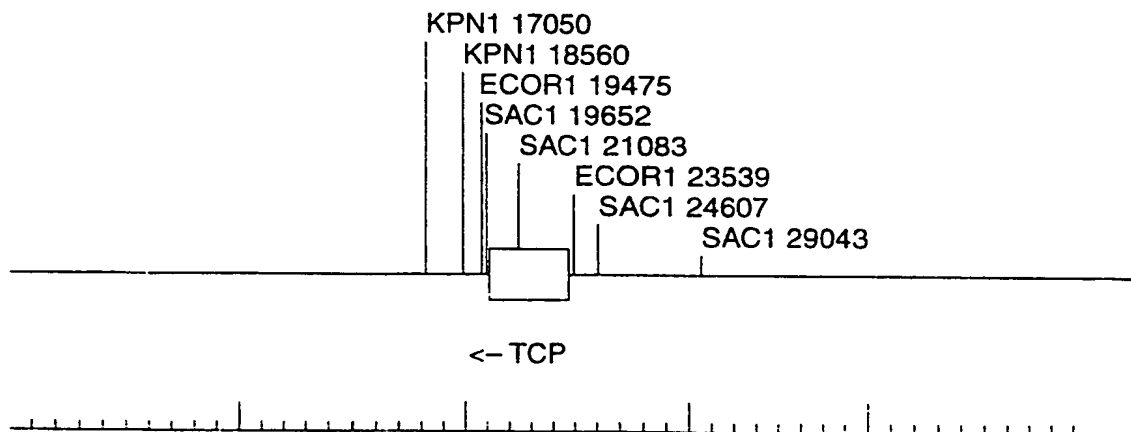 KPN1 17050
KPN1 18560
ECOR1 19475
SAC1 19652
SAC1 21083
ECOR1 23539
SAC1 24607
SAC1 29043
<– TCP